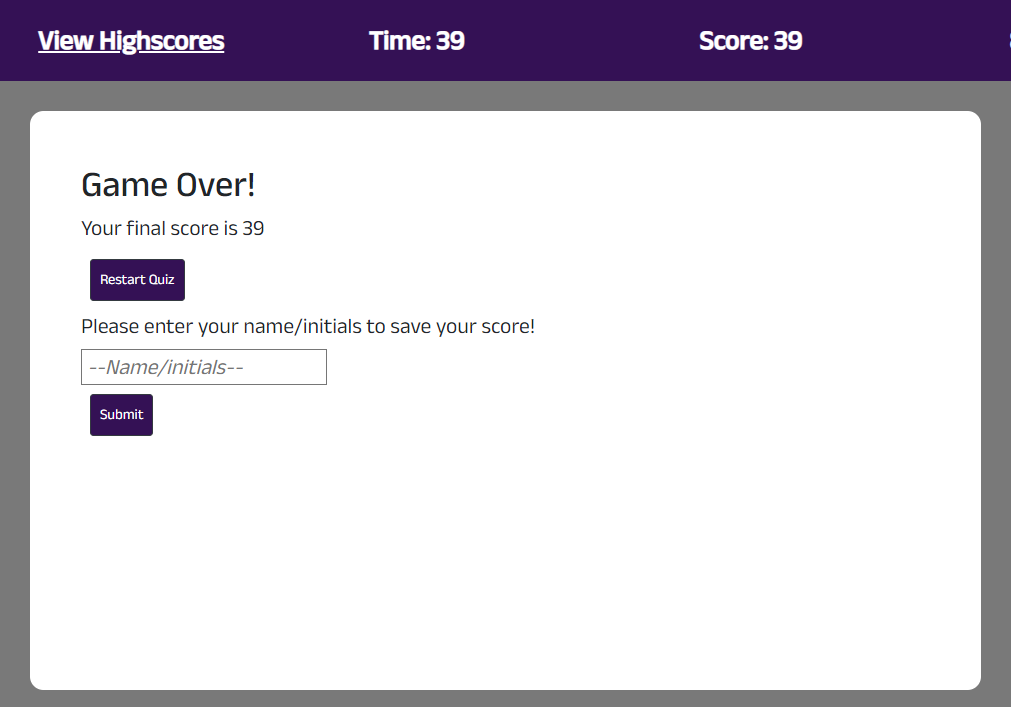 View Highscores Time: 39 Score: 39
Game Over!
Your final score is 39
Restart Quiz
Please enter your name/initials to save your score!
--Name/initials--
Submit